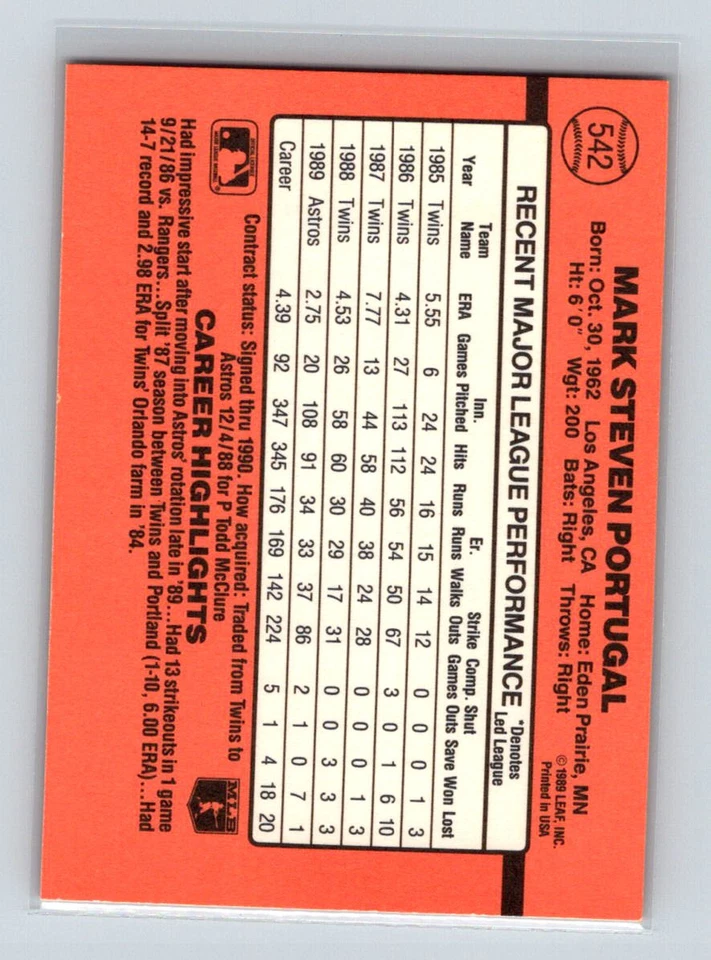 542
MARK STEVEN PORTUGAL
Born: Oct. 30, 1962 Los Angeles, CA Home: Eden Prairie, MN
Ht: 6' 0" Wgt: 200 Bats: Right Throws: Right
© 1989 LEAF, INC.
Printed in USA
RECENT MAJOR LEAGUE PERFORMANCE *Denotes
Led League
Team Inn. Er. Strike Comp. Shut
Year Name ERA Games Pitched Hits Runs Runs Walks Outs Games Outs Save Won Lost
1985 Twins 5.55 6 24 24 16 15 14 12 0 0 0 1 3
1986 Twins 4.31 27 113 112 56 54 50 67 3 0 1 6 10
1987 Twins 7.77 13 44 58 40 38 24 28 0 0 0 1 3
1988 Twins 4.53 26 58 60 30 29 17 31 0 0 3 3 3
1989 Astros 2.75 20 108 91 34 33 37 86 2 1 0 7 1
Career 4.39 92 347 345 176 169 142 224 5 1 4 18 20
Contract status: Signed thru 1990. How acquired: Traded from Twins to
Astros 12/4/88 for P Todd McClure
MLB
CAREER HIGHLIGHTS
Had impressive start after moving into Astros' rotation late in '89...Had 13 strikeouts in 1 game
9/21/86 vs. Rangers...Split '87 season between Twins and Portland (1-10, 6.00 ERA)...Had
14-7 record and 2.98 ERA for Twins' Orlando farm in '84.